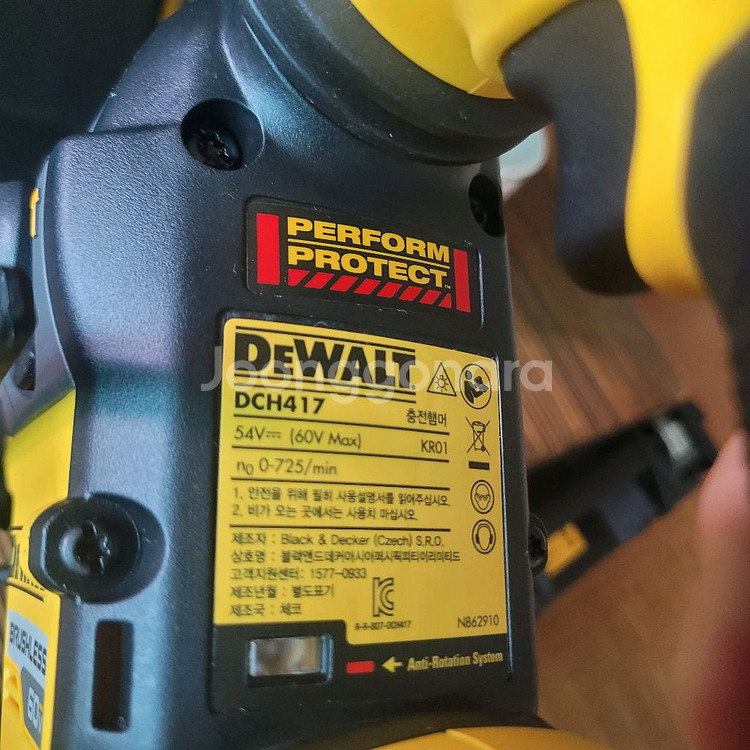 PERFORM
PROTECT™
DEWALT
DCH417
충전햄머
54V⎓ (60V Max)
KR01
n₀ 0-725/min
1. 안전을 위해 필히 사용설명서를 읽어주십시오.
2. 비가 오는 곳에서는 사용치 마십시오.
제조자 : Black & Decker (Czech) S.R.O.
상호명 : 블랙앤드데커아시아퍼시픽피티이리미티드
고객지원센터: 1577-0933
제조년월 : 별도표기
제조국 : 체코
R-R-BDT-DCH417
N862910
Anti-Rotation System
BRUSHLESS
60
Joonggonara